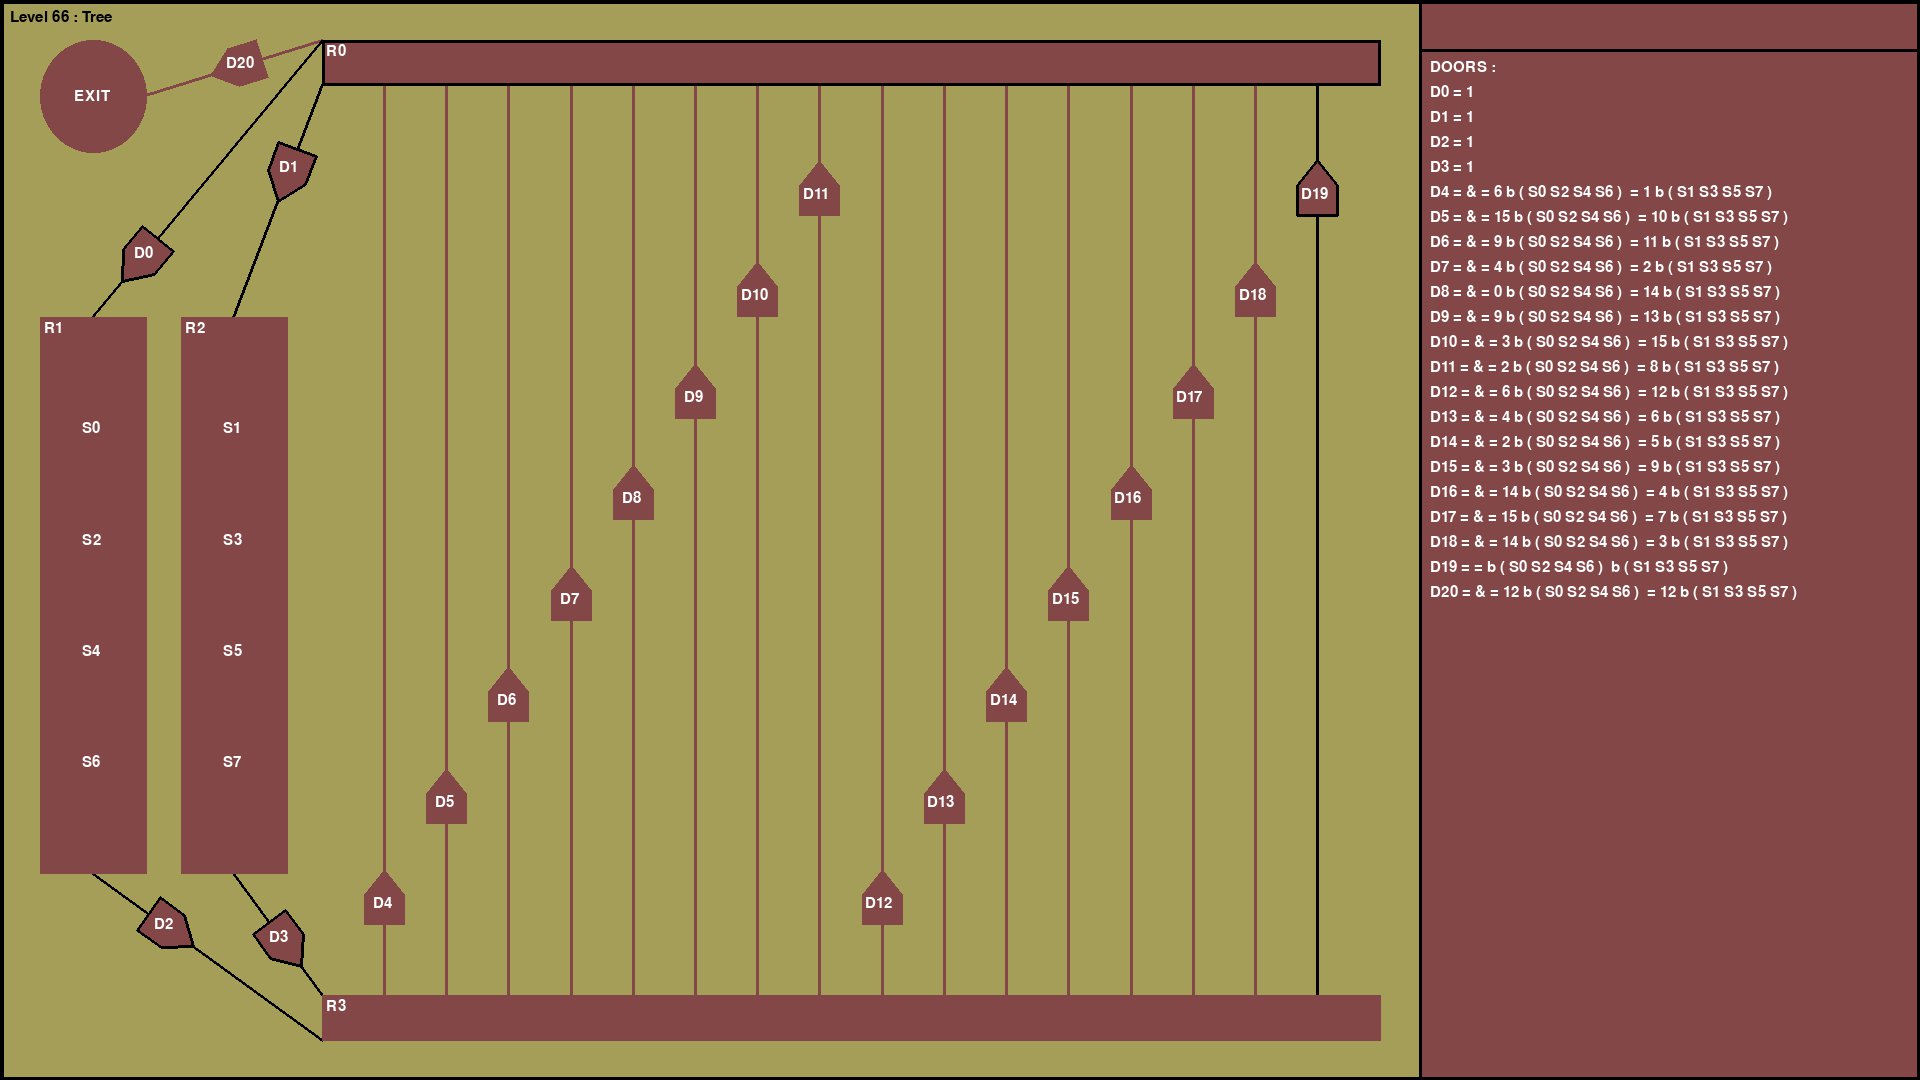 Level 66 : Tree
EXIT
D20
R0
D1
D0
D11
D19
D10
D18
R1
R2
D9
D17
S0
S1
D8
D16
S2
S3
D7
D15
S4
S5
D6
D14
S6
S7
D5
D13
D4
D12
D2
D3
R3
DOORS :
D0 = 1
D1 = 1
D2 = 1
D3 = 1
D4 = & = 6 b ( S0 S2 S4 S6 ) = 1 b ( S1 S3 S5 S7 )
D5 = & = 15 b ( S0 S2 S4 S6 ) = 10 b ( S1 S3 S5 S7 )
D6 = & = 9 b ( S0 S2 S4 S6 ) = 11 b ( S1 S3 S5 S7 )
D7 = & = 4 b ( S0 S2 S4 S6 ) = 2 b ( S1 S3 S5 S7 )
D8 = & = 0 b ( S0 S2 S4 S6 ) = 14 b ( S1 S3 S5 S7 )
D9 = & = 9 b ( S0 S2 S4 S6 ) = 13 b ( S1 S3 S5 S7 )
D10 = & = 3 b ( S0 S2 S4 S6 ) = 15 b ( S1 S3 S5 S7 )
D11 = & = 2 b ( S0 S2 S4 S6 ) = 8 b ( S1 S3 S5 S7 )
D12 = & = 6 b ( S0 S2 S4 S6 ) = 12 b ( S1 S3 S5 S7 )
D13 = & = 4 b ( S0 S2 S4 S6 ) = 6 b ( S1 S3 S5 S7 )
D14 = & = 2 b ( S0 S2 S4 S6 ) = 5 b ( S1 S3 S5 S7 )
D15 = & = 3 b ( S0 S2 S4 S6 ) = 9 b ( S1 S3 S5 S7 )
D16 = & = 14 b ( S0 S2 S4 S6 ) = 4 b ( S1 S3 S5 S7 )
D17 = & = 15 b ( S0 S2 S4 S6 ) = 7 b ( S1 S3 S5 S7 )
D18 = & = 14 b ( S0 S2 S4 S6 ) = 3 b ( S1 S3 S5 S7 )
D19 = = b ( S0 S2 S4 S6 ) b ( S1 S3 S5 S7 )
D20 = & = 12 b ( S0 S2 S4 S6 ) = 12 b ( S1 S3 S5 S7 )